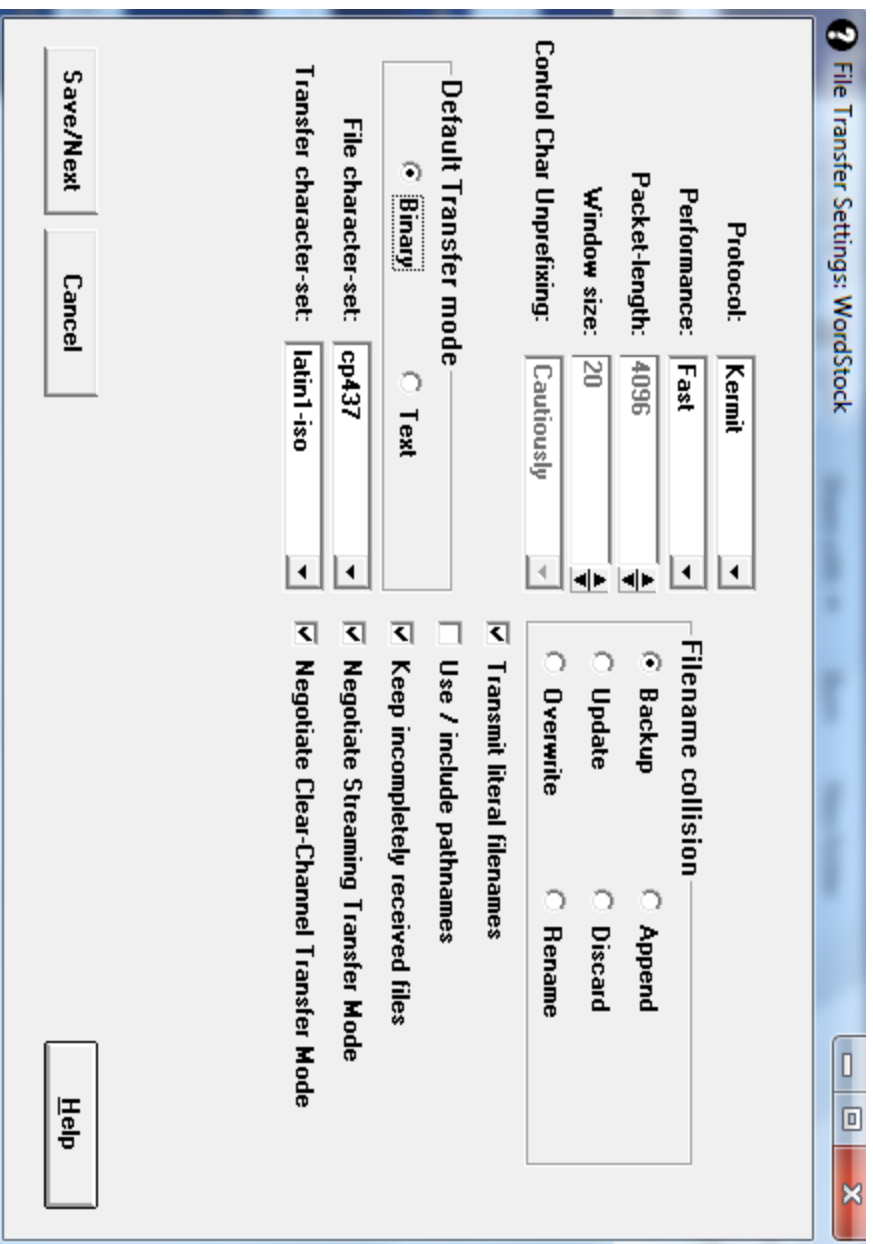 File Transfer Settings: WordStock
Protocol: Kermit
Performance: Fast
Packet-length: 4096
Window size: 20
Control Char Unprefixing: Cautiously
Default Transfer mode
Binary Text
File character-set: cp437
Transfer character-set: latin1-iso
Filename collision
Backup Append
Update Discard
Overwrite Rename
Transmit literal filenames
Use / include pathnames
Keep incompletely received files
Negotiate Streaming Transfer Mode
Negotiate Clear-Channel Transfer Mode
Save/Next Cancel Help